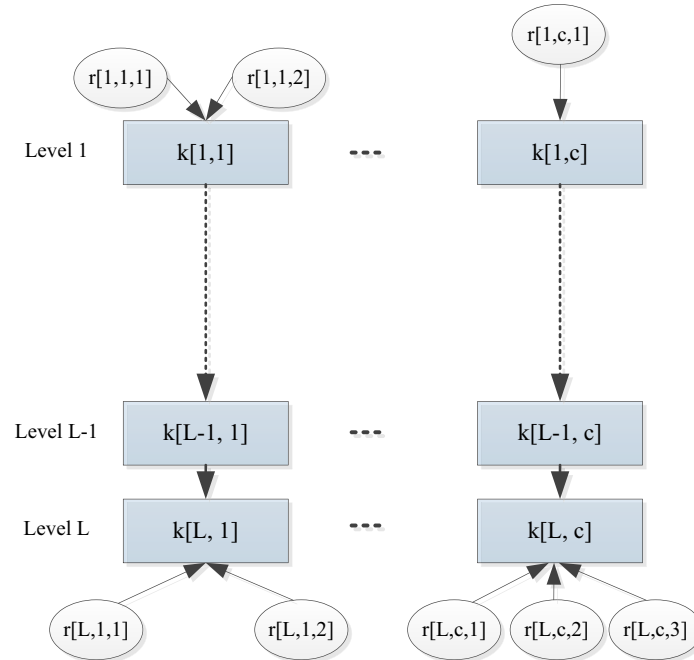 r[1,c,1]
r[1,1,1] r[1,1,2]
Level 1 k[1,1] k[1,c]
Level L-1 k[L-1, 1] k[L-1, c]
Level L k[L, 1] k[L, c]
r[L,1,1] r[L,1,2] r[L,c,1] r[L,c,2] r[L,c,3]